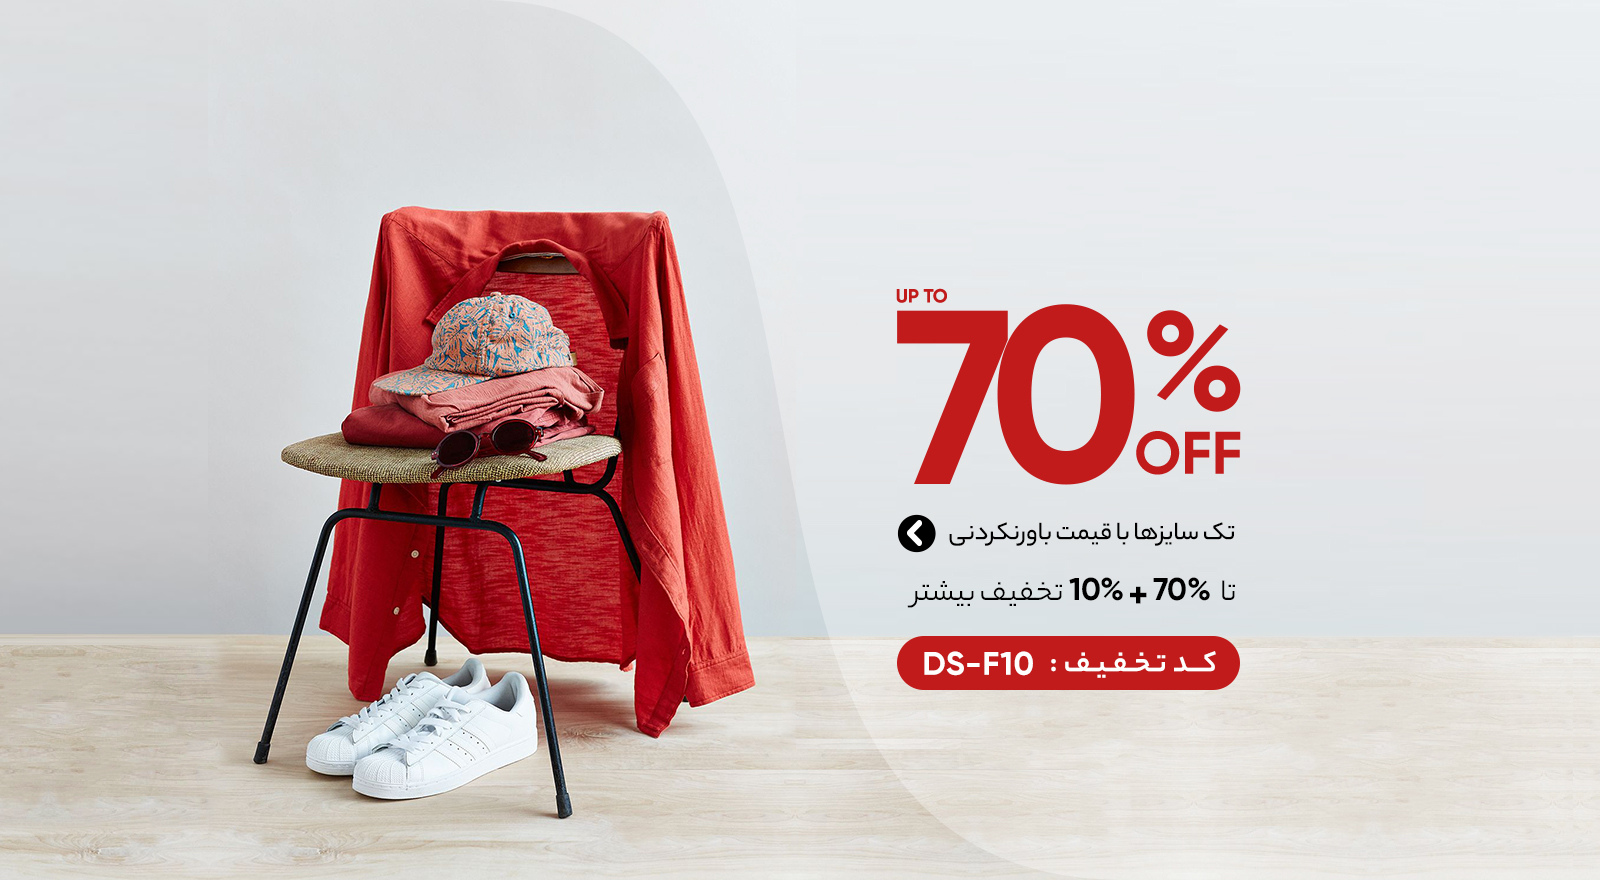 UP TO
70%
OFF
تک سایزها با قیمت باورنکردنی
تا 70% + 10% تخفیف بیشتر
کد تخفیف : DS-F10